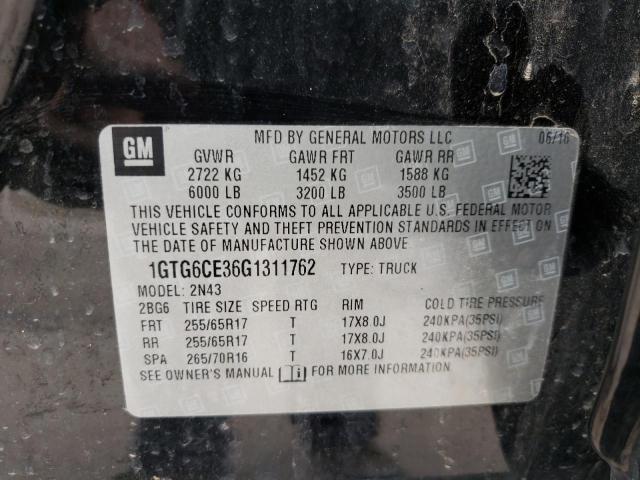 GM
MFD BY GENERAL MOTORS LLC 06/16
GVWR GAWR FRT GAWR RR
2722 KG 1452 KG 1588 KG
6000 LB 3200 LB 3500 LB
THIS VEHICLE CONFORMS TO ALL APPLICABLE U.S. FEDERAL MOTOR
VEHICLE SAFETY AND THEFT PREVENTION STANDARDS IN EFFECT ON
THE DATE OF MANUFACTURE SHOWN ABOVE.
1GTG6CE36G1311762 TYPE: TRUCK
MODEL: 2N43
2BG6 TIRE SIZE SPEED RTG RIM COLD TIRE PRESSURE
FRT 255/65R17 T 17X8.0J 240KPA(35PSI)
RR 255/65R17 T 17X8.0J 240KPA(35PSI)
SPA 265/70R16 T 16X7.0J 240KPA(35PSI)
SEE OWNER'S MANUAL i FOR MORE INFORMATION.